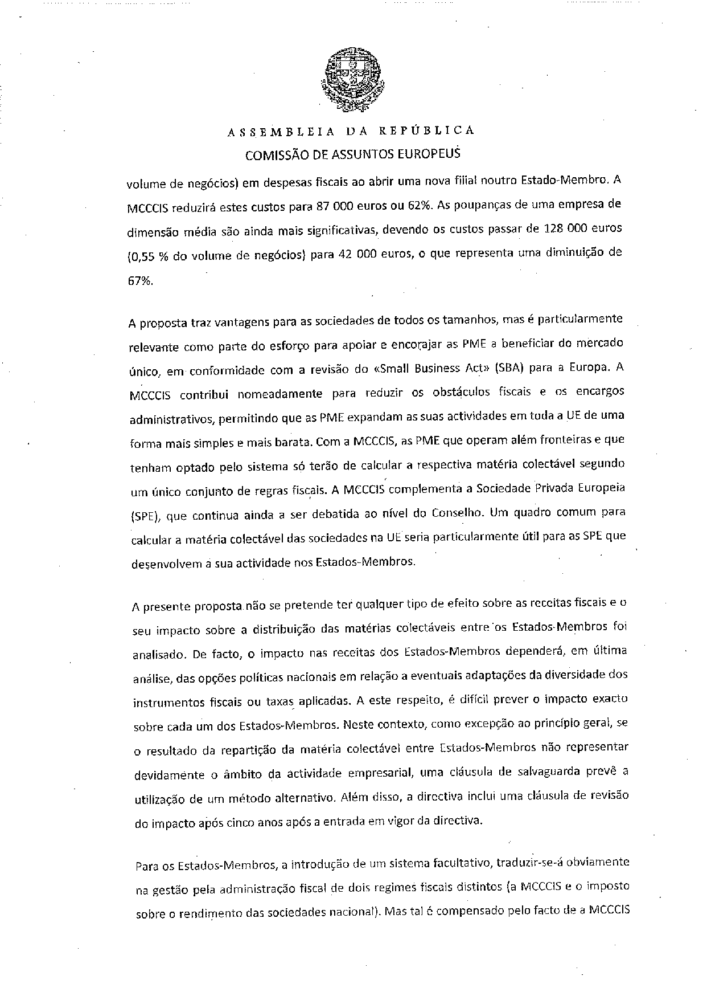 ASSEMBLEIA DA REPÚBLICA
COMISSÃO DE ASSUNTOS EUROPEUS
volume de negócios) em despesas fiscais ao abrir uma nova filial noutro Estado-Membro. A
MCCCIS reduzirá estes custos para 87 000 euros ou 62%. As poupanças de uma empresa de
dimensão média são ainda mais significativas, devendo os custos passar de 128 000 euros
(0,55 % do volume de negócios) para 42 000 euros, o que representa uma diminuição de
67%.
A proposta traz vantagens para as sociedades de todos os tamanhos, mas é particularmente
relevante como parte do esforço para apoiar e encorajar as PME a beneficiar do mercado
único, em conformidade com a revisão do «Small Business Act» (SBA) para a Europa. A
MCCCIS contribui nomeadamente para reduzir os obstáculos fiscais e os encargos
administrativos, permitindo que as PME expandam as suas actividades em toda a UE de uma
forma mais simples e mais barata. Com a MCCCIS, as PME que operam além fronteiras e que
tenham optado pelo sistema só terão de calcular a respectiva matéria colectável segundo
um único conjunto de regras fiscais. A MCCCIS complementa a Sociedade Privada Europeia
(SPE), que continua ainda a ser debatida ao nível do Conselho. Um quadro comum para
calcular a matéria colectável das sociedades na UE seria particularmente útil para as SPE que
desenvolvem a sua actividade nos Estados-Membros.
A presente proposta não se pretende ter qualquer tipo de efeito sobre as receitas fiscais e o
seu impacto sobre a distribuição das matérias colectáveis entre os Estados-Membros foi
analisado. De facto, o impacto nas receitas dos Estados-Membros dependerá, em última
análise, das opções políticas nacionais em relação a eventuais adaptações da diversidade dos
instrumentos fiscais ou taxas aplicadas. A este respeito, é difícil prever o impacto exacto
sobre cada um dos Estados-Membros. Neste contexto, como excepção ao princípio geral, se
o resultado da repartição da matéria colectável entre Estados-Membros não representar
devidamente o âmbito da actividade empresarial, uma cláusula de salvaguarda prevê a
utilização de um método alternativo. Além disso, a directiva inclui uma cláusula de revisão
do impacto após cinco anos após a entrada em vigor da directiva.
Para os Estados-Membros, a introdução de um sistema facultativo, traduzir-se-á obviamente
na gestão pela administração fiscal de dois regimes fiscais distintos (a MCCCIS e o imposto
sobre o rendimento das sociedades nacional). Mas tal é compensado pelo facto de a MCCCIS